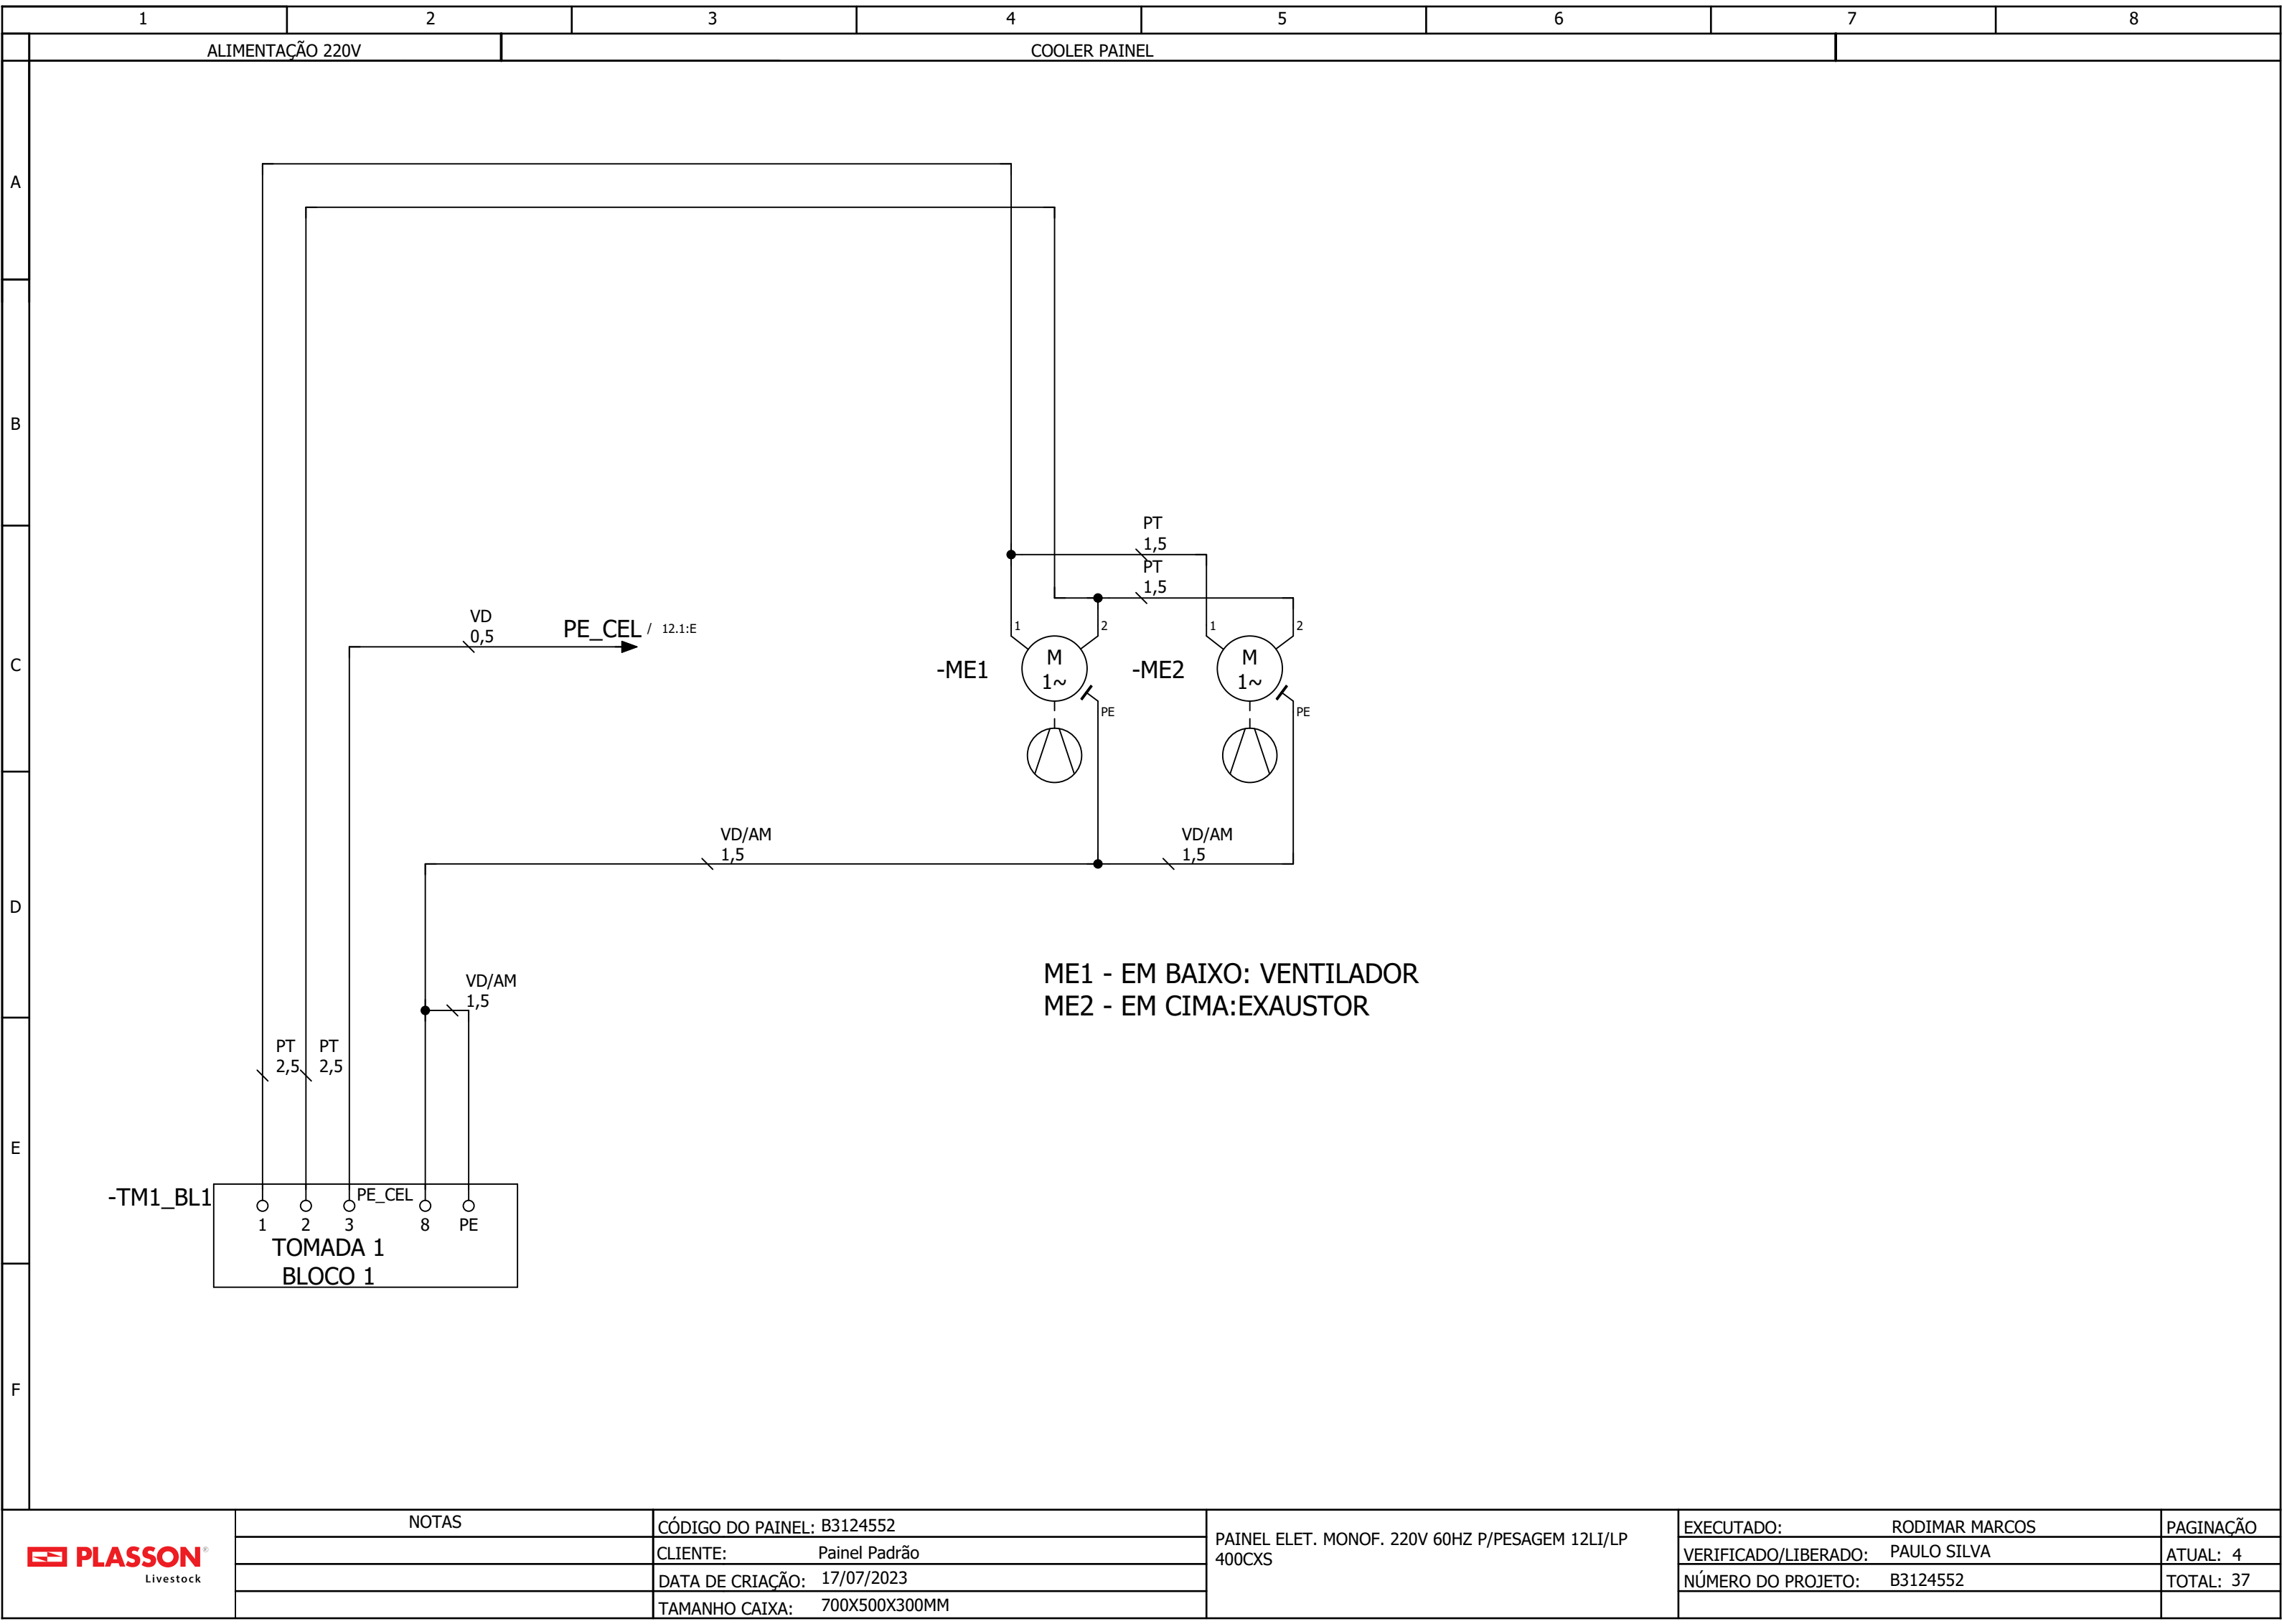 1 2 3 4 5 6 7 8
ALIMENTAÇÃO 220V COOLER PAINEL
A
B
C
D
E
F
PT
1,5
PT
1,5
VD
0,5
PE_CEL / 12.1:E
1 2 1 2
-ME1 M
1~
-ME2 M
1~
PE PE
VD/AM
1,5
VD/AM
1,5
ME1 - EM BAIXO: VENTILADOR
ME2 - EM CIMA:EXAUSTOR
VD/AM
1,5
PT
2,5
PT
2,5
-TM1_BL1
PE_CEL
1 2 3 8 PE
TOMADA 1
BLOCO 1
PLASSON®
Livestock
NOTAS
CÓDIGO DO PAINEL: B3124552
CLIENTE: Painel Padrão
DATA DE CRIAÇÃO: 17/07/2023
TAMANHO CAIXA: 700X500X300MM
PAINEL ELET. MONOF. 220V 60HZ P/PESAGEM 12LI/LP
400CXS
EXECUTADO: RODIMAR MARCOS
VERIFICADO/LIBERADO: PAULO SILVA
NÚMERO DO PROJETO: B3124552
PAGINAÇÃO
ATUAL: 4
TOTAL: 37